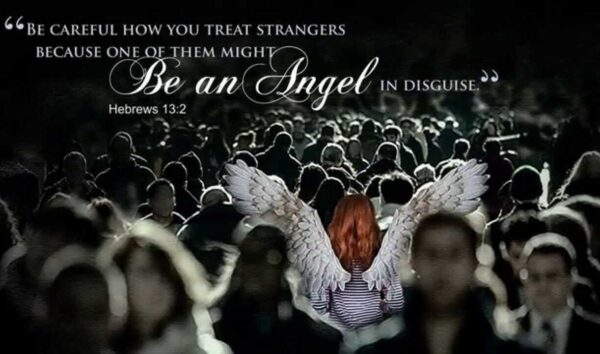 “BE CAREFUL HOW YOU TREAT STRANGERS
BECAUSE ONE OF THEM MIGHT
Be an Angel IN DISGUISE.”
Hebrews 13:2